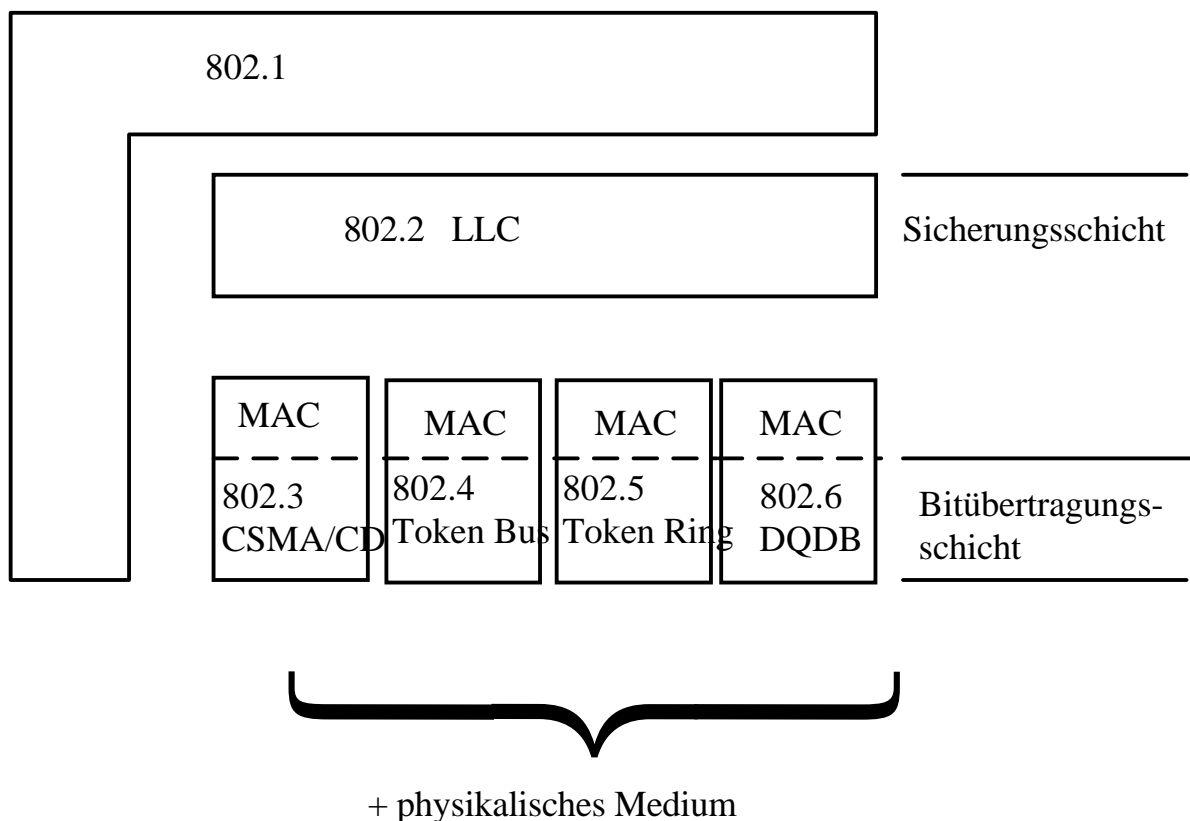 802.1
802.2 LLC
Sicherungsschicht
MAC
MAC
MAC
MAC
802.3
CSMA/CD
802.4
Token Bus
802.5
Token Ring
802.6
DQDB
Bitübertragungs-
schicht
+ physikalisches Medium